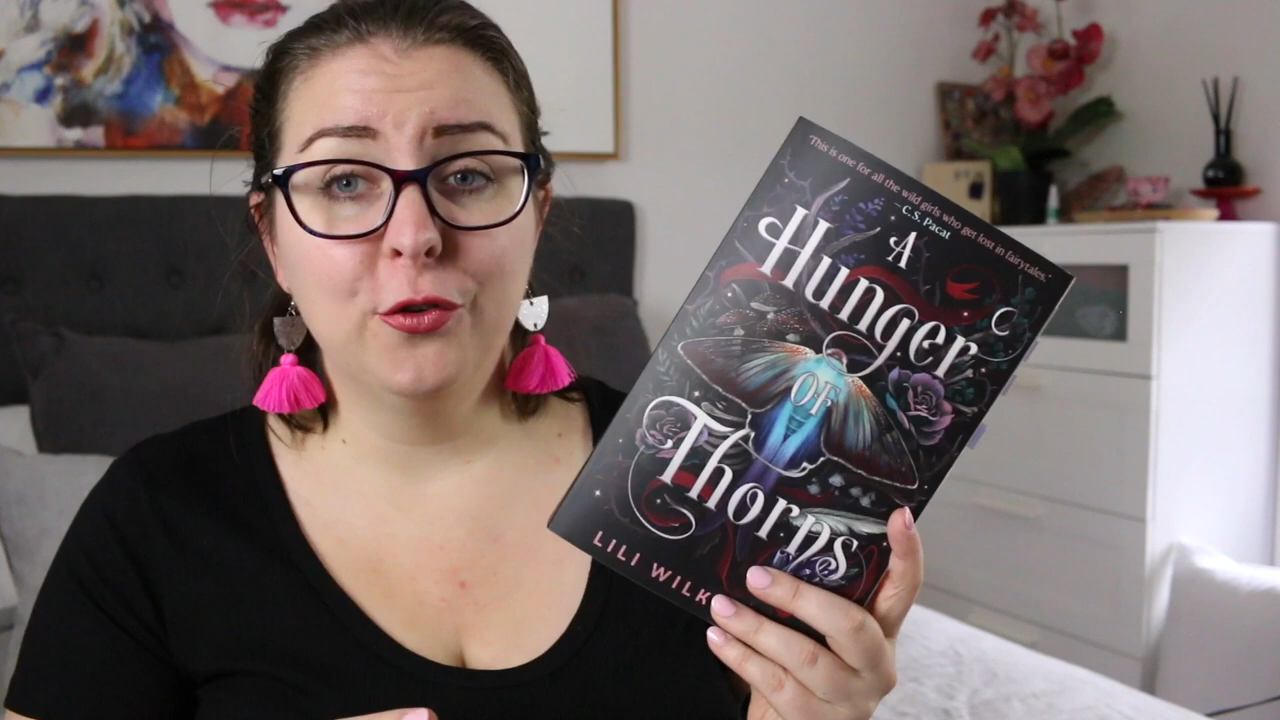 "This is one for all the wild girls who get lost in fairytales."
—C.S. Pacat
A
Hunger
OF
Thorns
LILI WILK